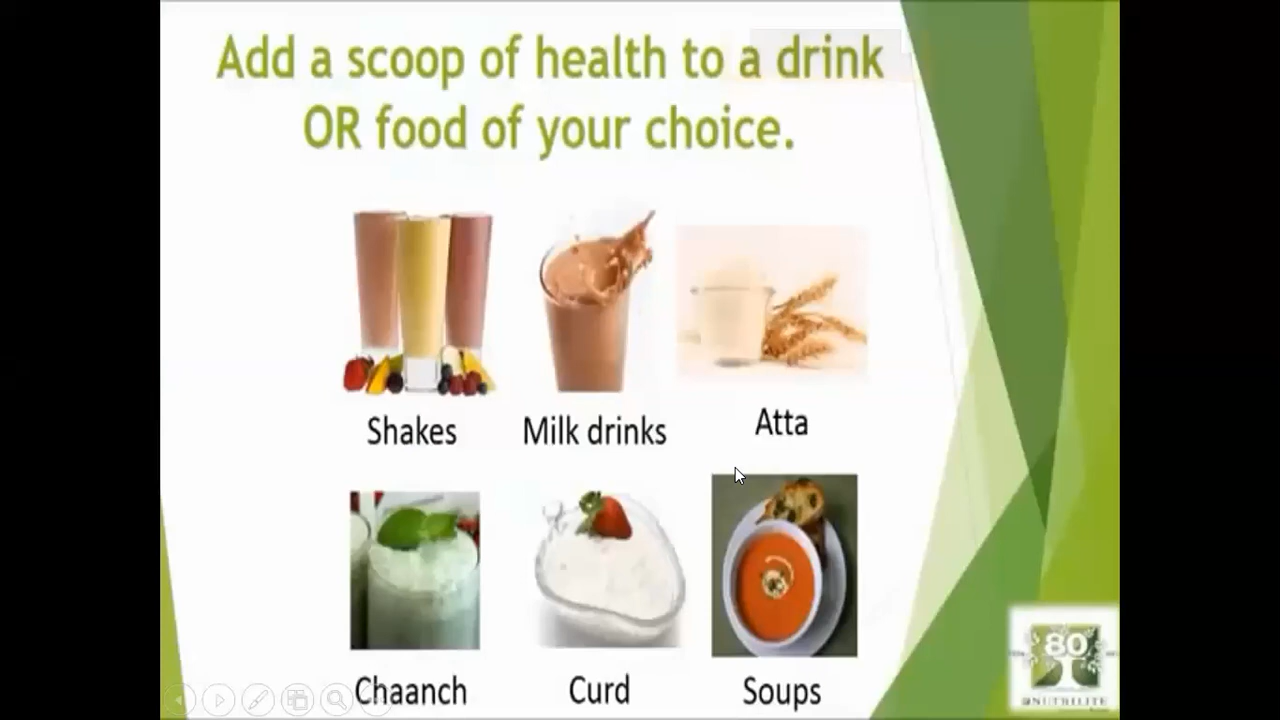 Add a scoop of health to a drink
OR food of your choice.
Shakes
Milk drinks
Atta
Chaanch
Curd
Soups
80
NUTRILITE